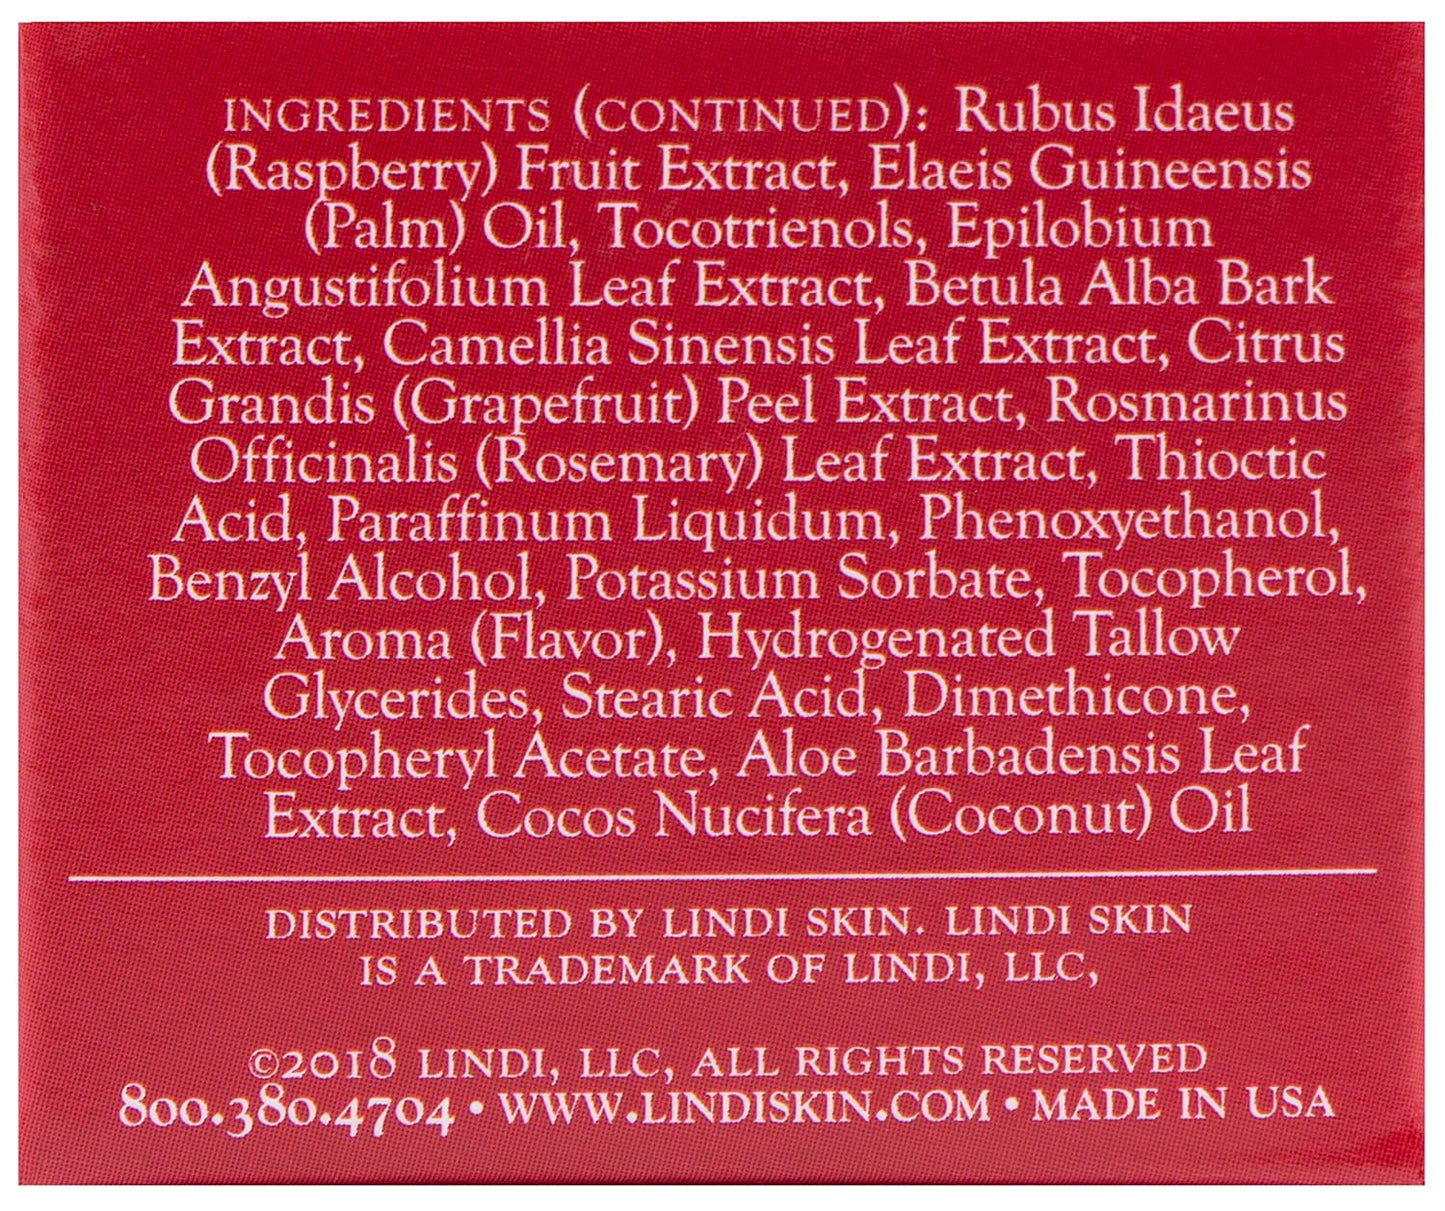 INGREDIENTS (CONTINUED): Rubus Idaeus
(Raspberry) Fruit Extract, Elaeis Guineensis
(Palm) Oil, Tocotrienols, Epilobium
Angustifolium Leaf Extract, Betula Alba Bark
Extract, Camellia Sinensis Leaf Extract, Citrus
Grandis (Grapefruit) Peel Extract, Rosmarinus
Officinalis (Rosemary) Leaf Extract, Thioctic
Acid, Paraffinum Liquidum, Phenoxyethanol,
Benzyl Alcohol, Potassium Sorbate, Tocopherol,
Aroma (Flavor), Hydrogenated Tallow
Glycerides, Stearic Acid, Dimethicone,
Tocopheryl Acetate, Aloe Barbadensis Leaf
Extract, Cocos Nucifera (Coconut) Oil
DISTRIBUTED BY LINDI SKIN. LINDI SKIN
IS A TRADEMARK OF LINDI, LLC,
©2018 LINDI, LLC, ALL RIGHTS RESERVED
800.380.4704 • WWW.LINDISKIN.COM • MADE IN USA